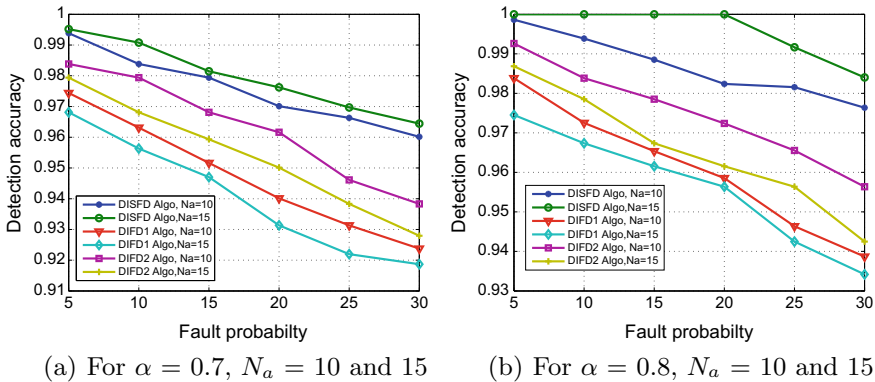 1
0.99
0.98
0.97
0.96
0.95
0.94
0.93
0.92
0.91
Detection accuracy
DISFD Algo, Na=10
DISFD Algo,Na=15
DIFD1 Algo, Na=10
DIFD1 Algo,Na=15
DIFD2 Algo, Na=10
DIFD2 Algo,Na=15
5 10 15 20 25 30
Fault probabilty
(a) For α = 0.7, Nₐ = 10 and 15
1
0.99
0.98
0.97
0.96
0.95
0.94
0.93
Detection accuracy
DISFD Algo, Na=10
DISFD Algo,Na=15
DIFD1 Algo, Na=10
DIFD1 Algo,Na=15
DIFD2 Algo, Na=10
DIFD2 Algo,Na=15
5 10 15 20 25 30
Fault probabilty
(b) For α = 0.8, Nₐ = 10 and 15